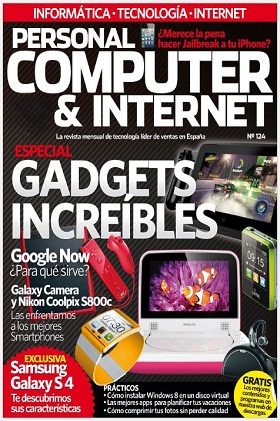 INFORMÁTICA • TECNOLOGÍA • INTERNET
PERSONAL
¿Merece la pena
hacer Jailbreak a tu iPhone?
COMPUTER
& INTERNET
La revista mensual de tecnología líder de ventas en España
Nº 124
ESPECIAL
GADGETS
INCREÍBLES
Google Now
¿Para qué sirve?
Galaxy Camera
y Nikon Coolpix S800c
Las enfrentamos
a los mejores
Smartphones
PHILIPS
09:15
EXCLUSIVA
Samsung
Galaxy S 4
Te descubrimos
sus características
PRÁCTICOS
• Cómo instalar Windows 8 en un disco virtual
• Las mejores apps para planificar tus vacaciones
• Cómo comprimir tus fotos sin perder calidad
GRATIS
Los mejores
contenidos y
programas en
nuestra web de
descargas